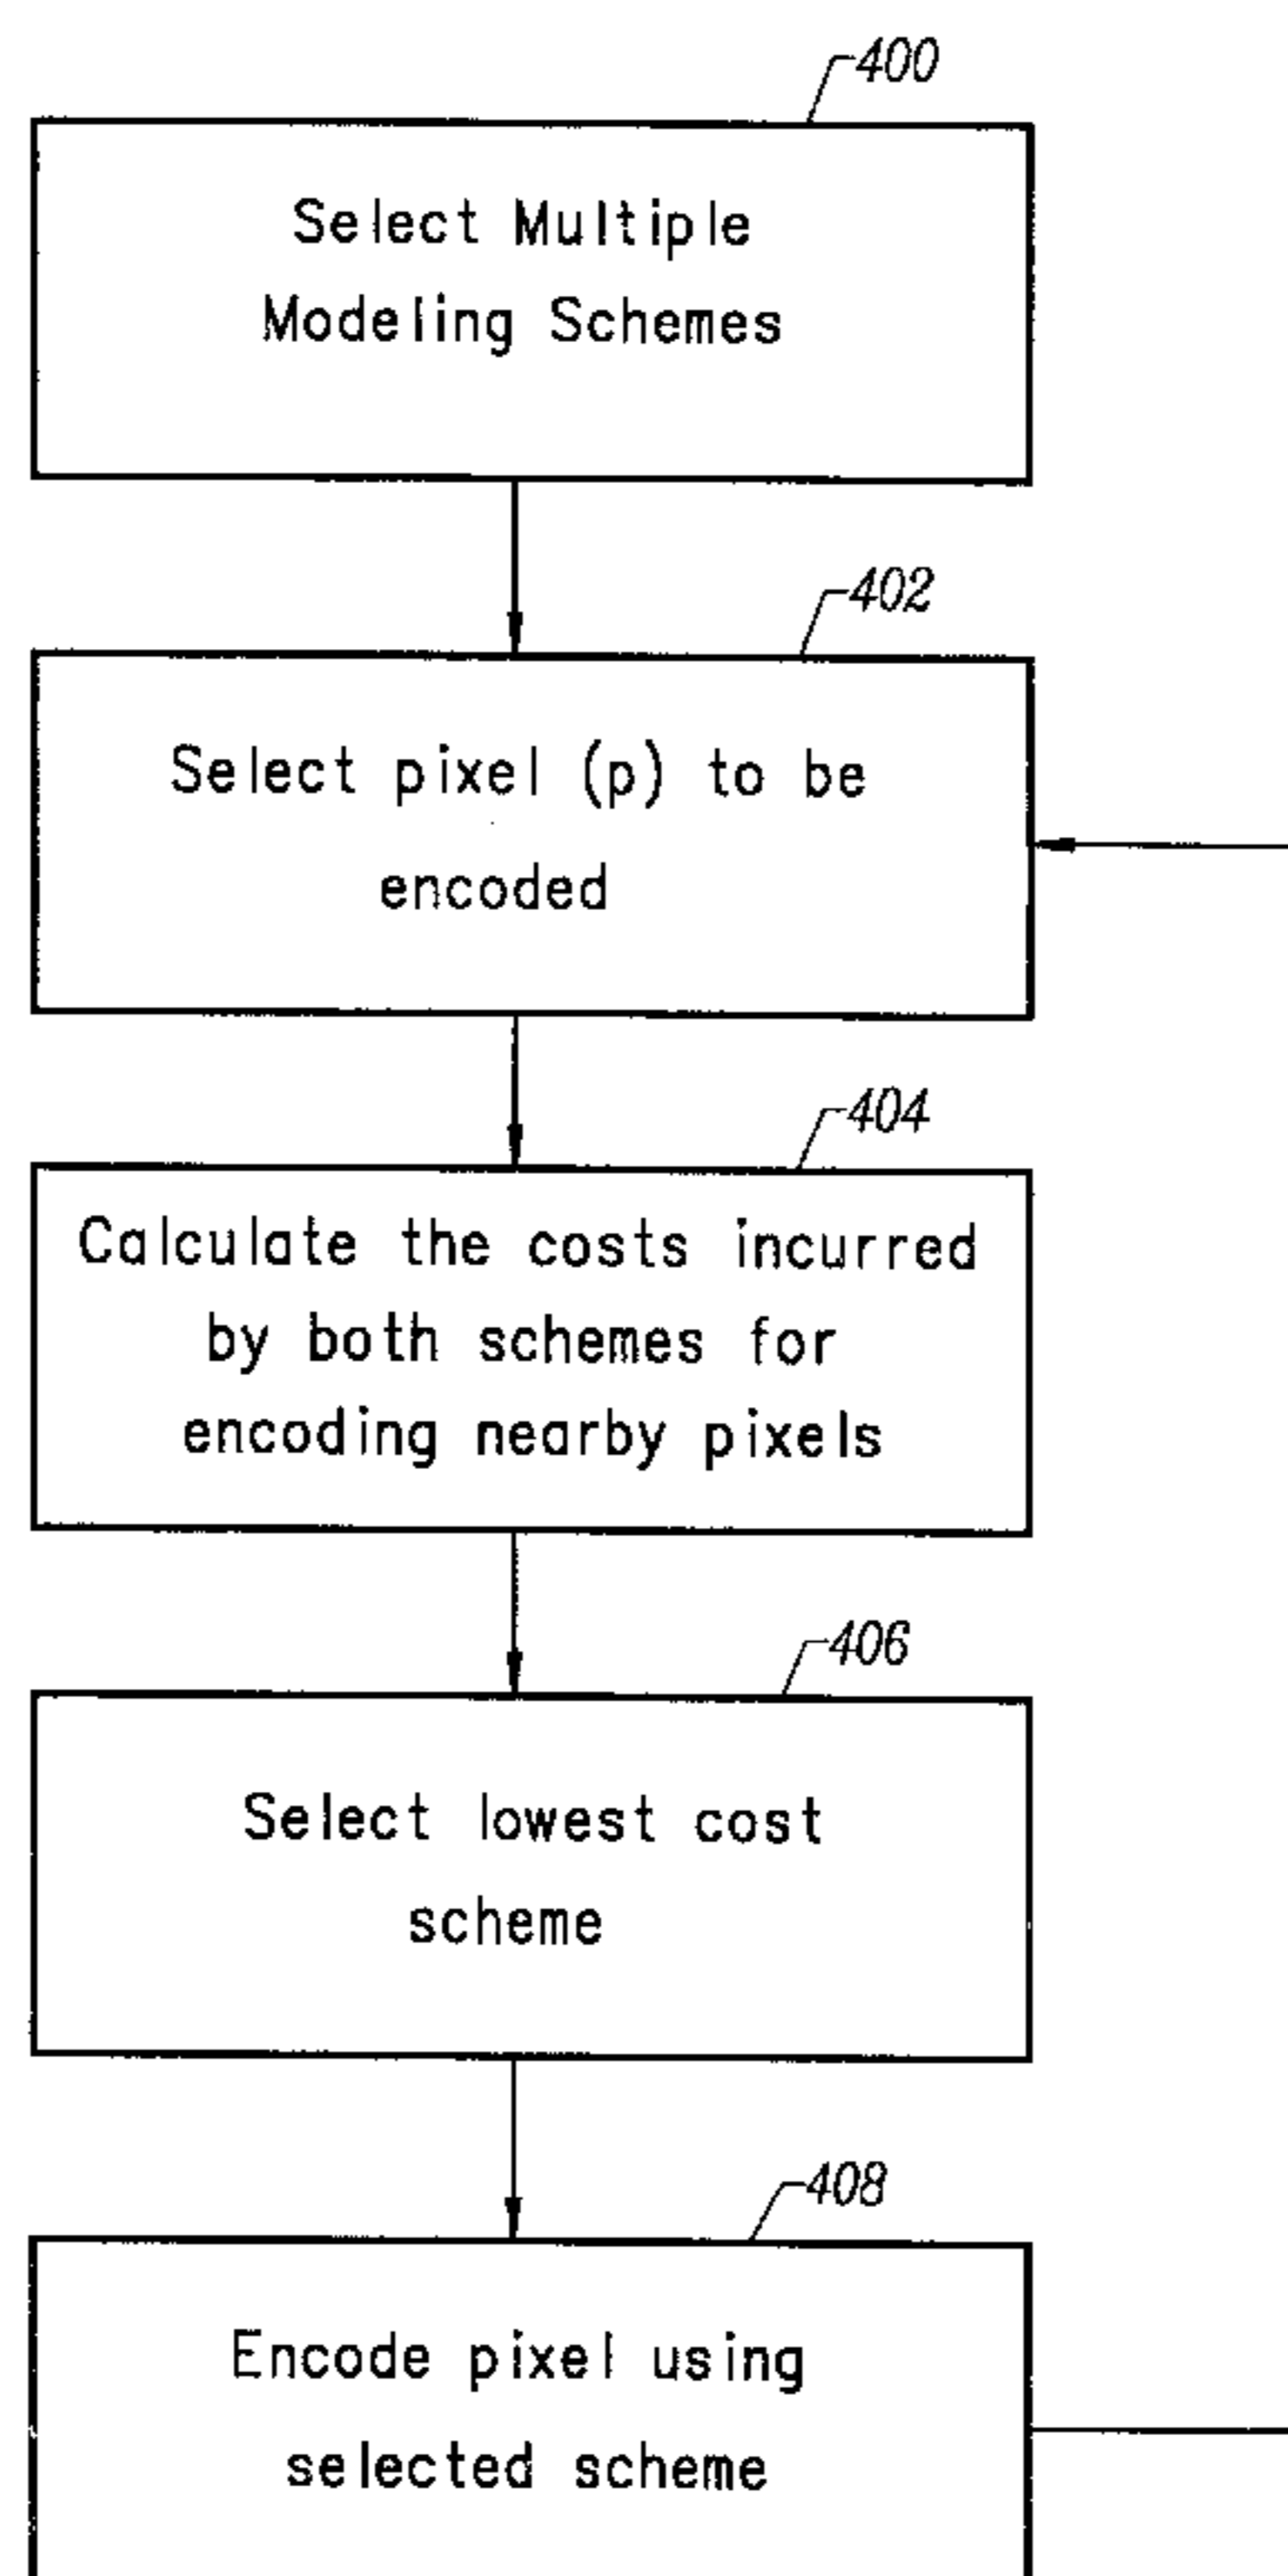 400
Select Multiple
Modeling Schemes
402
Select pixel (p) to be
encoded
404
Calculate the costs incurred
by both schemes for
encoding nearby pixels
406
Select lowest cost
scheme
408
Encode pixel using
selected scheme